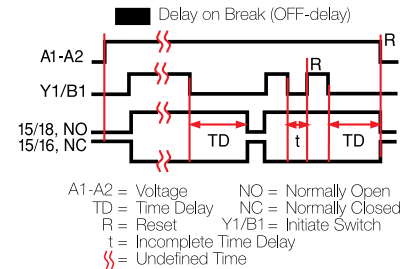 Delay on Break (OFF-delay)
R
A1-A2
R
Y1/B1
15/18, NO
15/16, NC
TD
t
TD
A1-A2 = Voltage NO = Normally Open
TD = Time Delay NC = Normally Closed
R = Reset Y1/B1 = Initiate Switch
t = Incomplete Time Delay
= Undefined Time